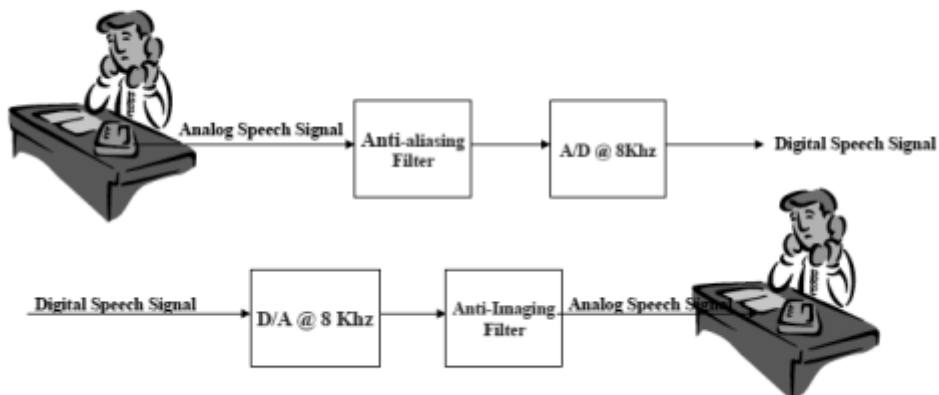 Analog Speech Signal
Anti-aliasing
Filter
A/D @ 8Khz
Digital Speech Signal
Digital Speech Signal
D/A @ 8 Khz
Anti-Imaging
Filter
Analog Speech Signal